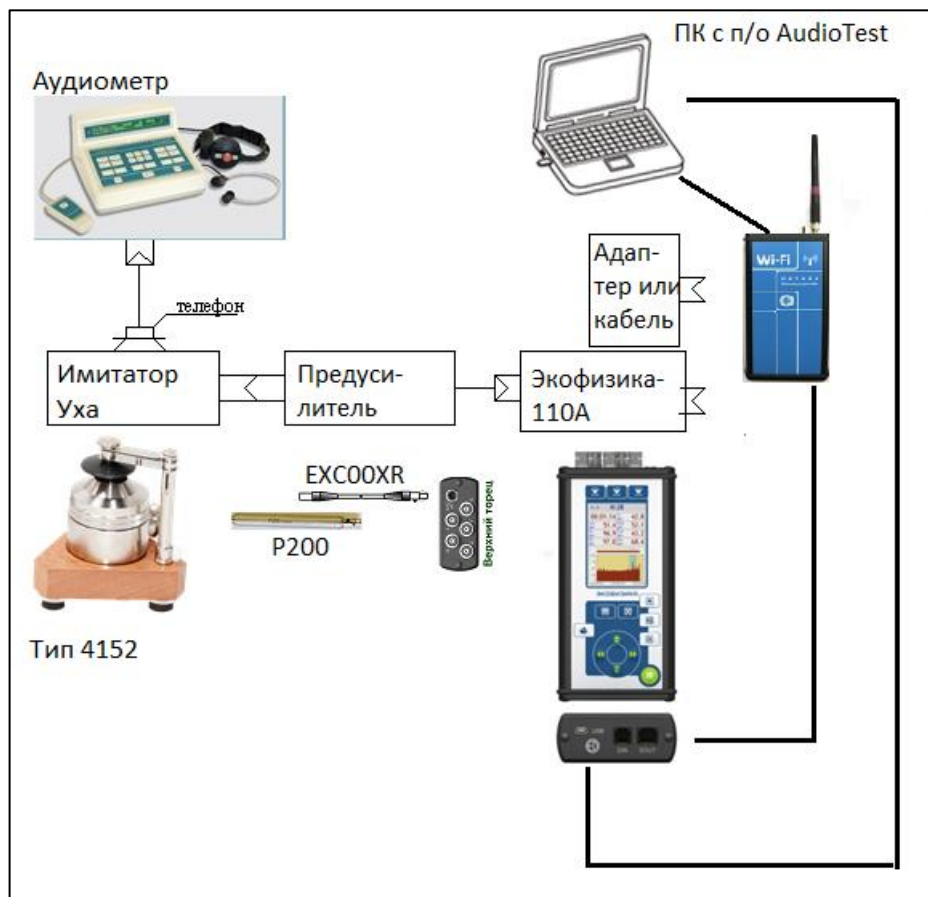 ПК с п/о AudioTest
Аудиометр
Wi-Fi
Адап-
тер или
кабель
телефон
Имитатор
Уха
Предуси-
литель
Экофизика-
110А
EXC00XR
P200
Верхний торец
Тип 4152